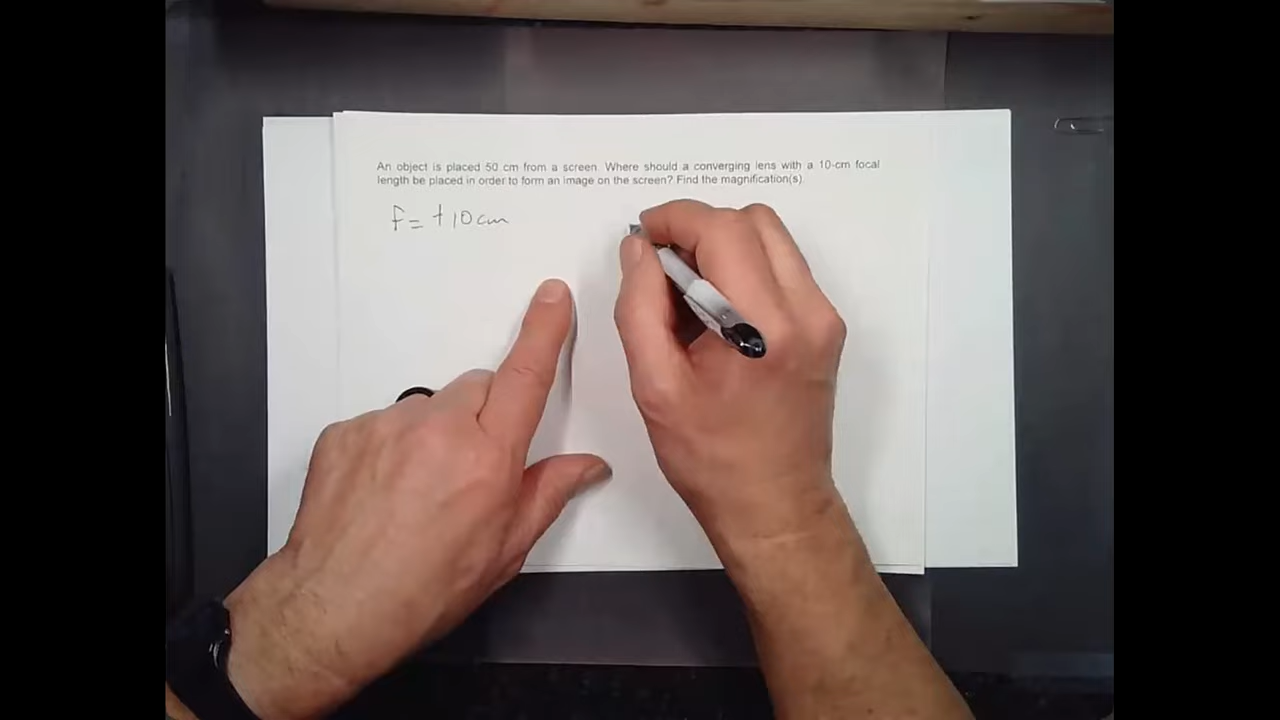 An object is placed 50 cm from a screen. Where should a converging lens with a 10-cm focal
length be placed in order to form an image on the screen? Find the magnification(s).
f = +10 cm